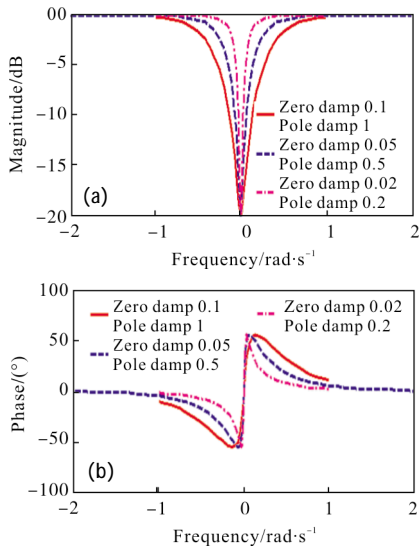 00
−5
−10
−15
−20
Magnitude/dB
Zero damp 0.1
Pole damp 1
Zero damp 0.05
Pole damp 0.5
Zero damp 0.02
Pole damp 0.2
(a)
−2 −1 0 1 2
Frequency/rad·s⁻¹
100
50
0
−50
−100
Phase/(°)
Zero damp 0.1
Pole damp 1
Zero damp 0.05
Pole damp 0.5
Zero damp 0.02
Pole damp 0.2
(b)
−2 −1 0 1 2
Frequency/rad·s⁻¹